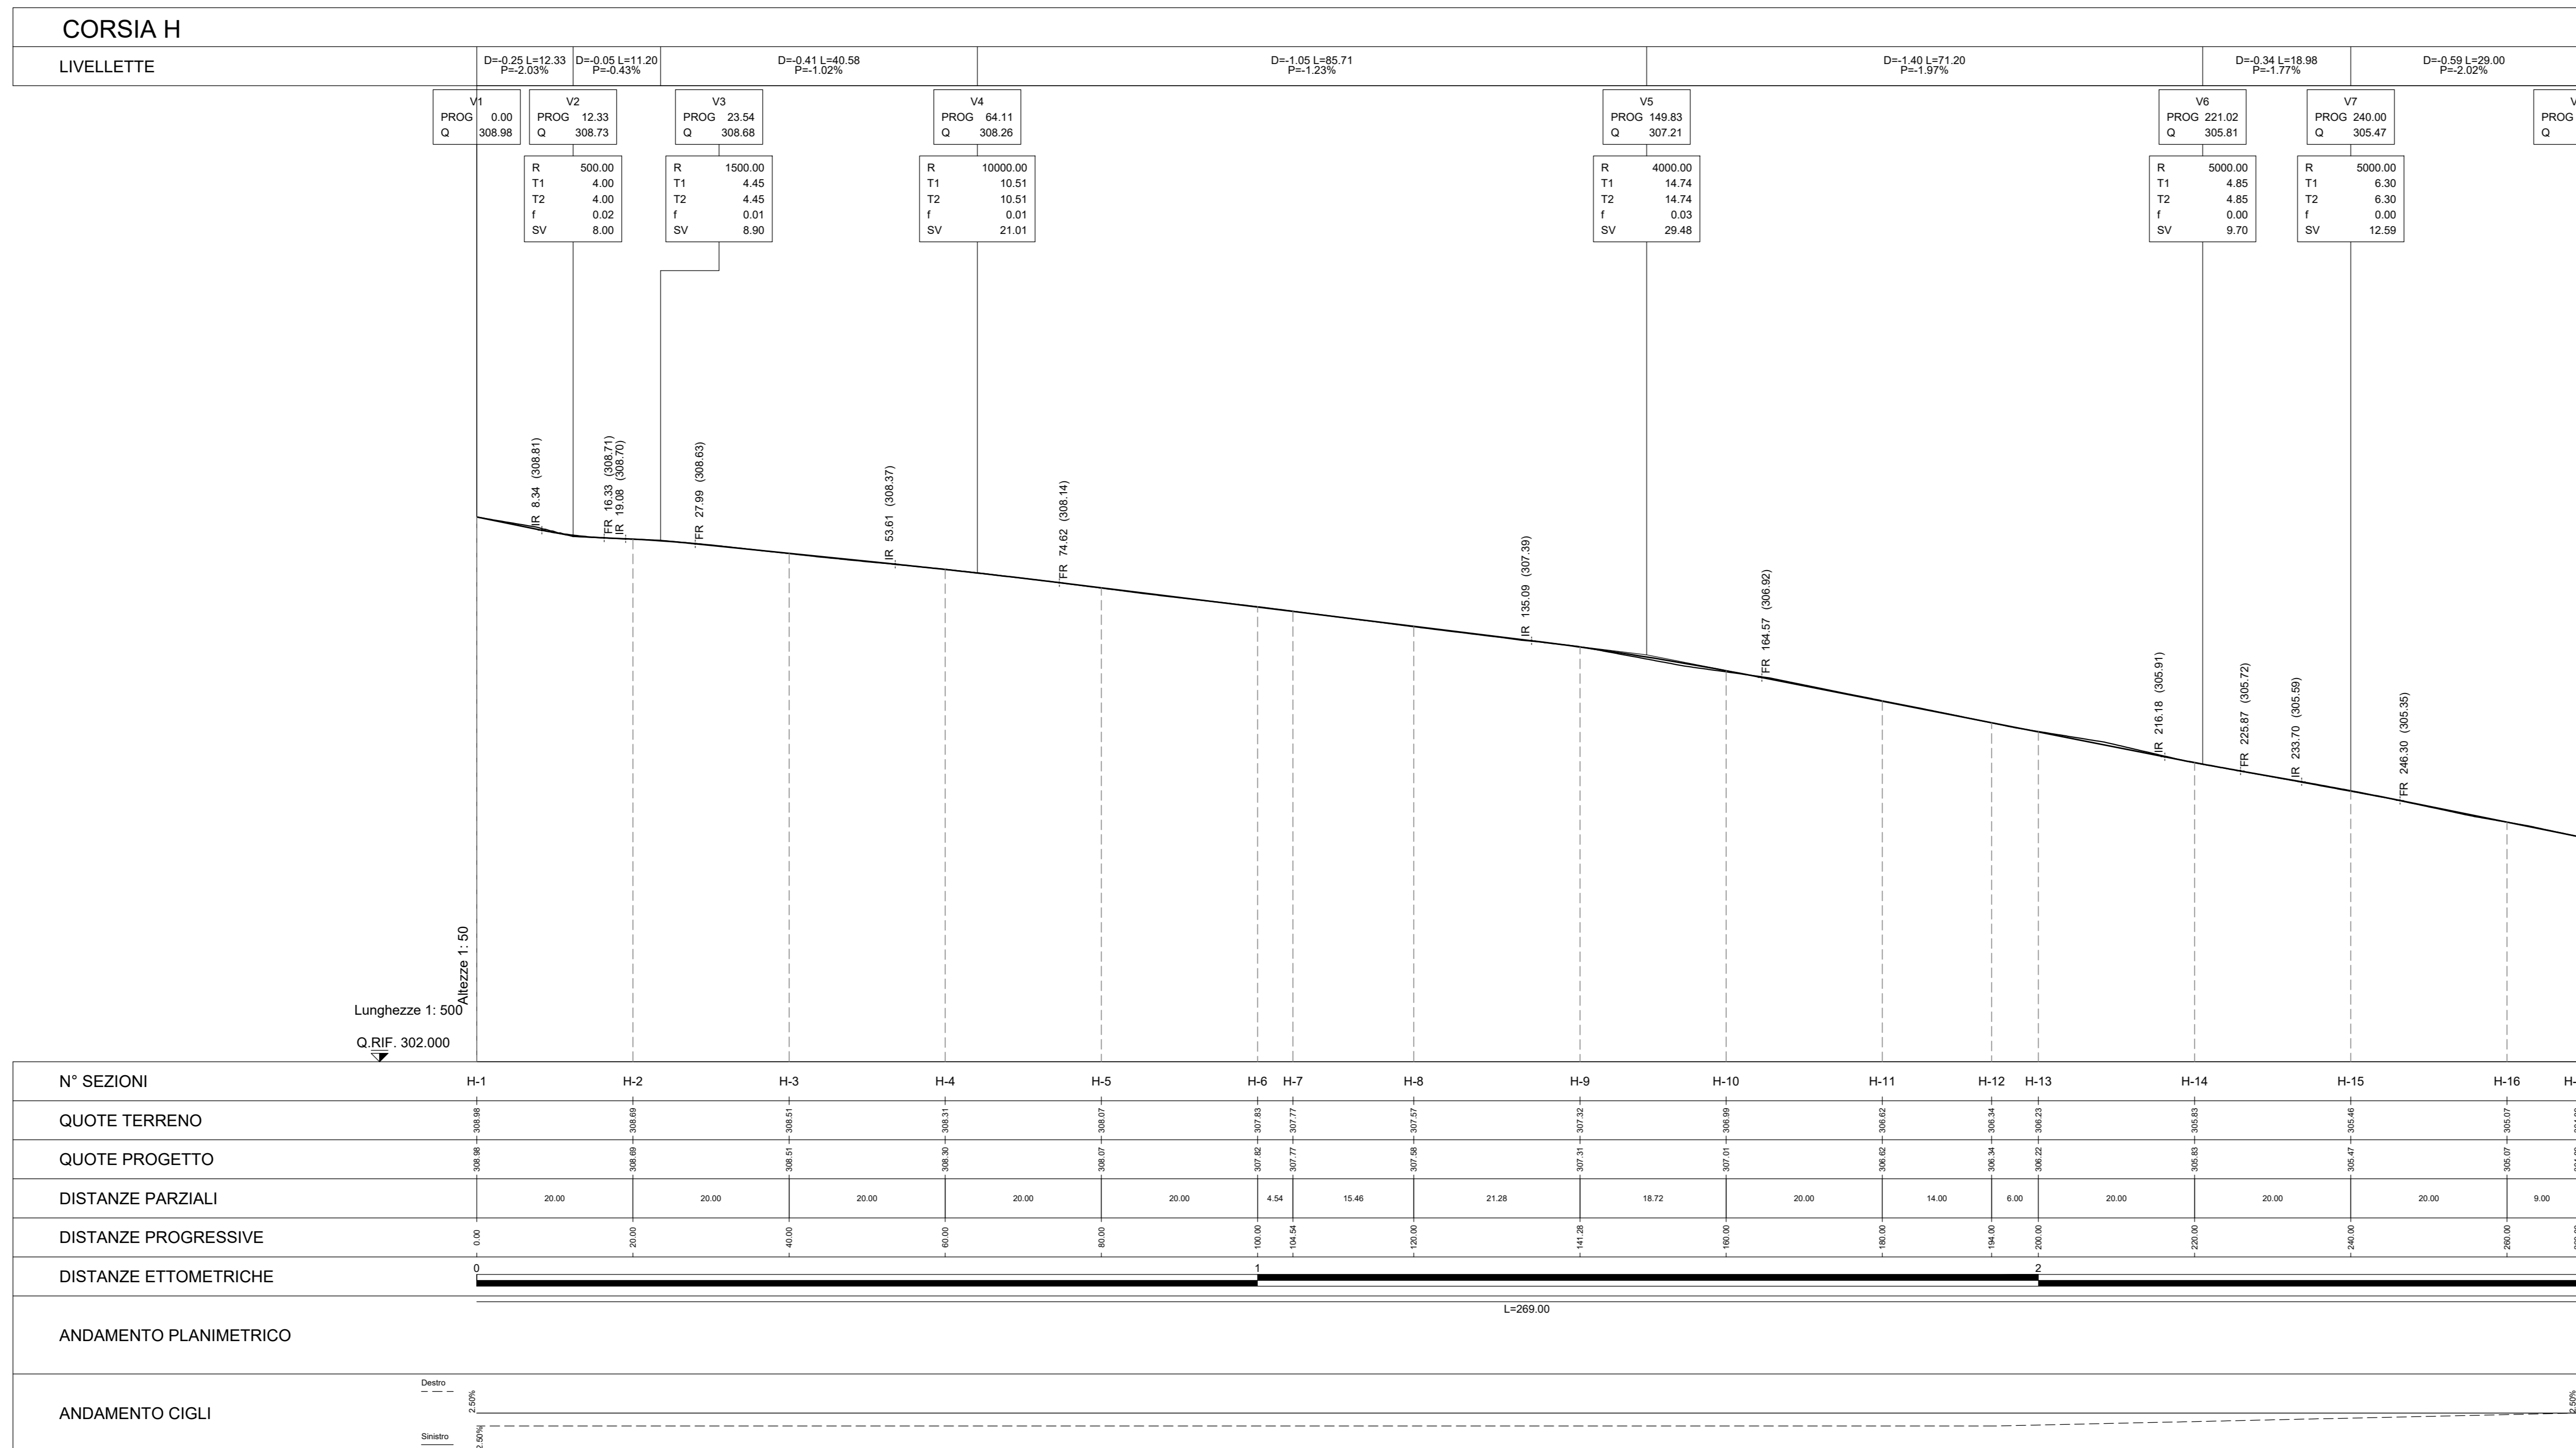 CORSIA H
LIVELLETTE
D=-0.25 L=12.33 D=-0.05 L=11.20 D=-0.41 L=40.58 D=-1.05 L=85.71 D=-1.40 L=71.20 D=-0.34 L=18.98 D=-0.59 L=29.00
P=-2.03% P=-0.43% P=-1.02% P=-1.23% P=-1.97% P=-1.77% P=-2.02%
V1
PROG 0.00
Q 308.98
V2
PROG 12.33
Q 308.73
R 500.00
T1 4.00
T2 4.00
f 0.02
SV 8.00
V3
PROG 23.54
Q 308.68
R 1500.00
T1 4.45
T2 4.45
f 0.01
SV 8.90
V4
PROG 64.11
Q 308.26
R 10000.00
T1 10.51
T2 10.51
f 0.01
SV 21.01
V5
PROG 149.83
Q 307.21
R 4000.00
T1 14.74
T2 14.74
f 0.03
SV 29.48
V6
PROG 221.02
Q 305.81
R 5000.00
T1 4.85
T2 4.85
f 0.00
SV 9.70
V7
PROG 240.00
Q 305.47
R 5000.00
T1 6.30
T2 6.30
f 0.00
SV 12.59
PROG
Q
IR 8.34 (308.81)
FR 16.33 (308.71)
IR 19.08 (308.70)
FR 27.99 (308.63)
IR 53.61 (308.37)
FR 74.62 (308.14)
IR 135.09 (307.39)
FR 164.57 (306.92)
IR 216.18 (305.91)
FR 225.87 (305.72)
IR 233.70 (305.59)
FR 246.30 (305.35)
Altezze 1: 50
Lunghezze 1: 500
Q.RIF. 302.000
N° SEZIONI H-1 H-2 H-3 H-4 H-5 H-6 H-7 H-8 H-9 H-10 H-11 H-12 H-13 H-14 H-15 H-16
QUOTE TERRENO 308.98 308.69 308.51 308.31 308.07 307.83 307.77 307.57 307.32 306.99 306.62 306.34 306.23 305.83 305.46 305.07
QUOTE PROGETTO 308.98 308.69 308.51 308.30 308.07 307.82 307.77 307.58 307.31 307.01 306.62 306.34 306.22 305.83 305.47 305.07
DISTANZE PARZIALI 20.00 20.00 20.00 20.00 20.00 4.54 15.46 21.28 18.72 20.00 14.00 6.00 20.00 20.00 20.00 9.00
DISTANZE PROGRESSIVE 0.00 20.00 40.00 60.00 80.00 100.00 104.54 120.00 141.28 160.00 180.00 194.00 200.00 220.00 240.00 260.00
DISTANZE ETTOMETRICHE 0 1 2
L=269.00
ANDAMENTO PLANIMETRICO
Destro
2.50% 2.50%
ANDAMENTO CIGLI
Sinistro
2.50%